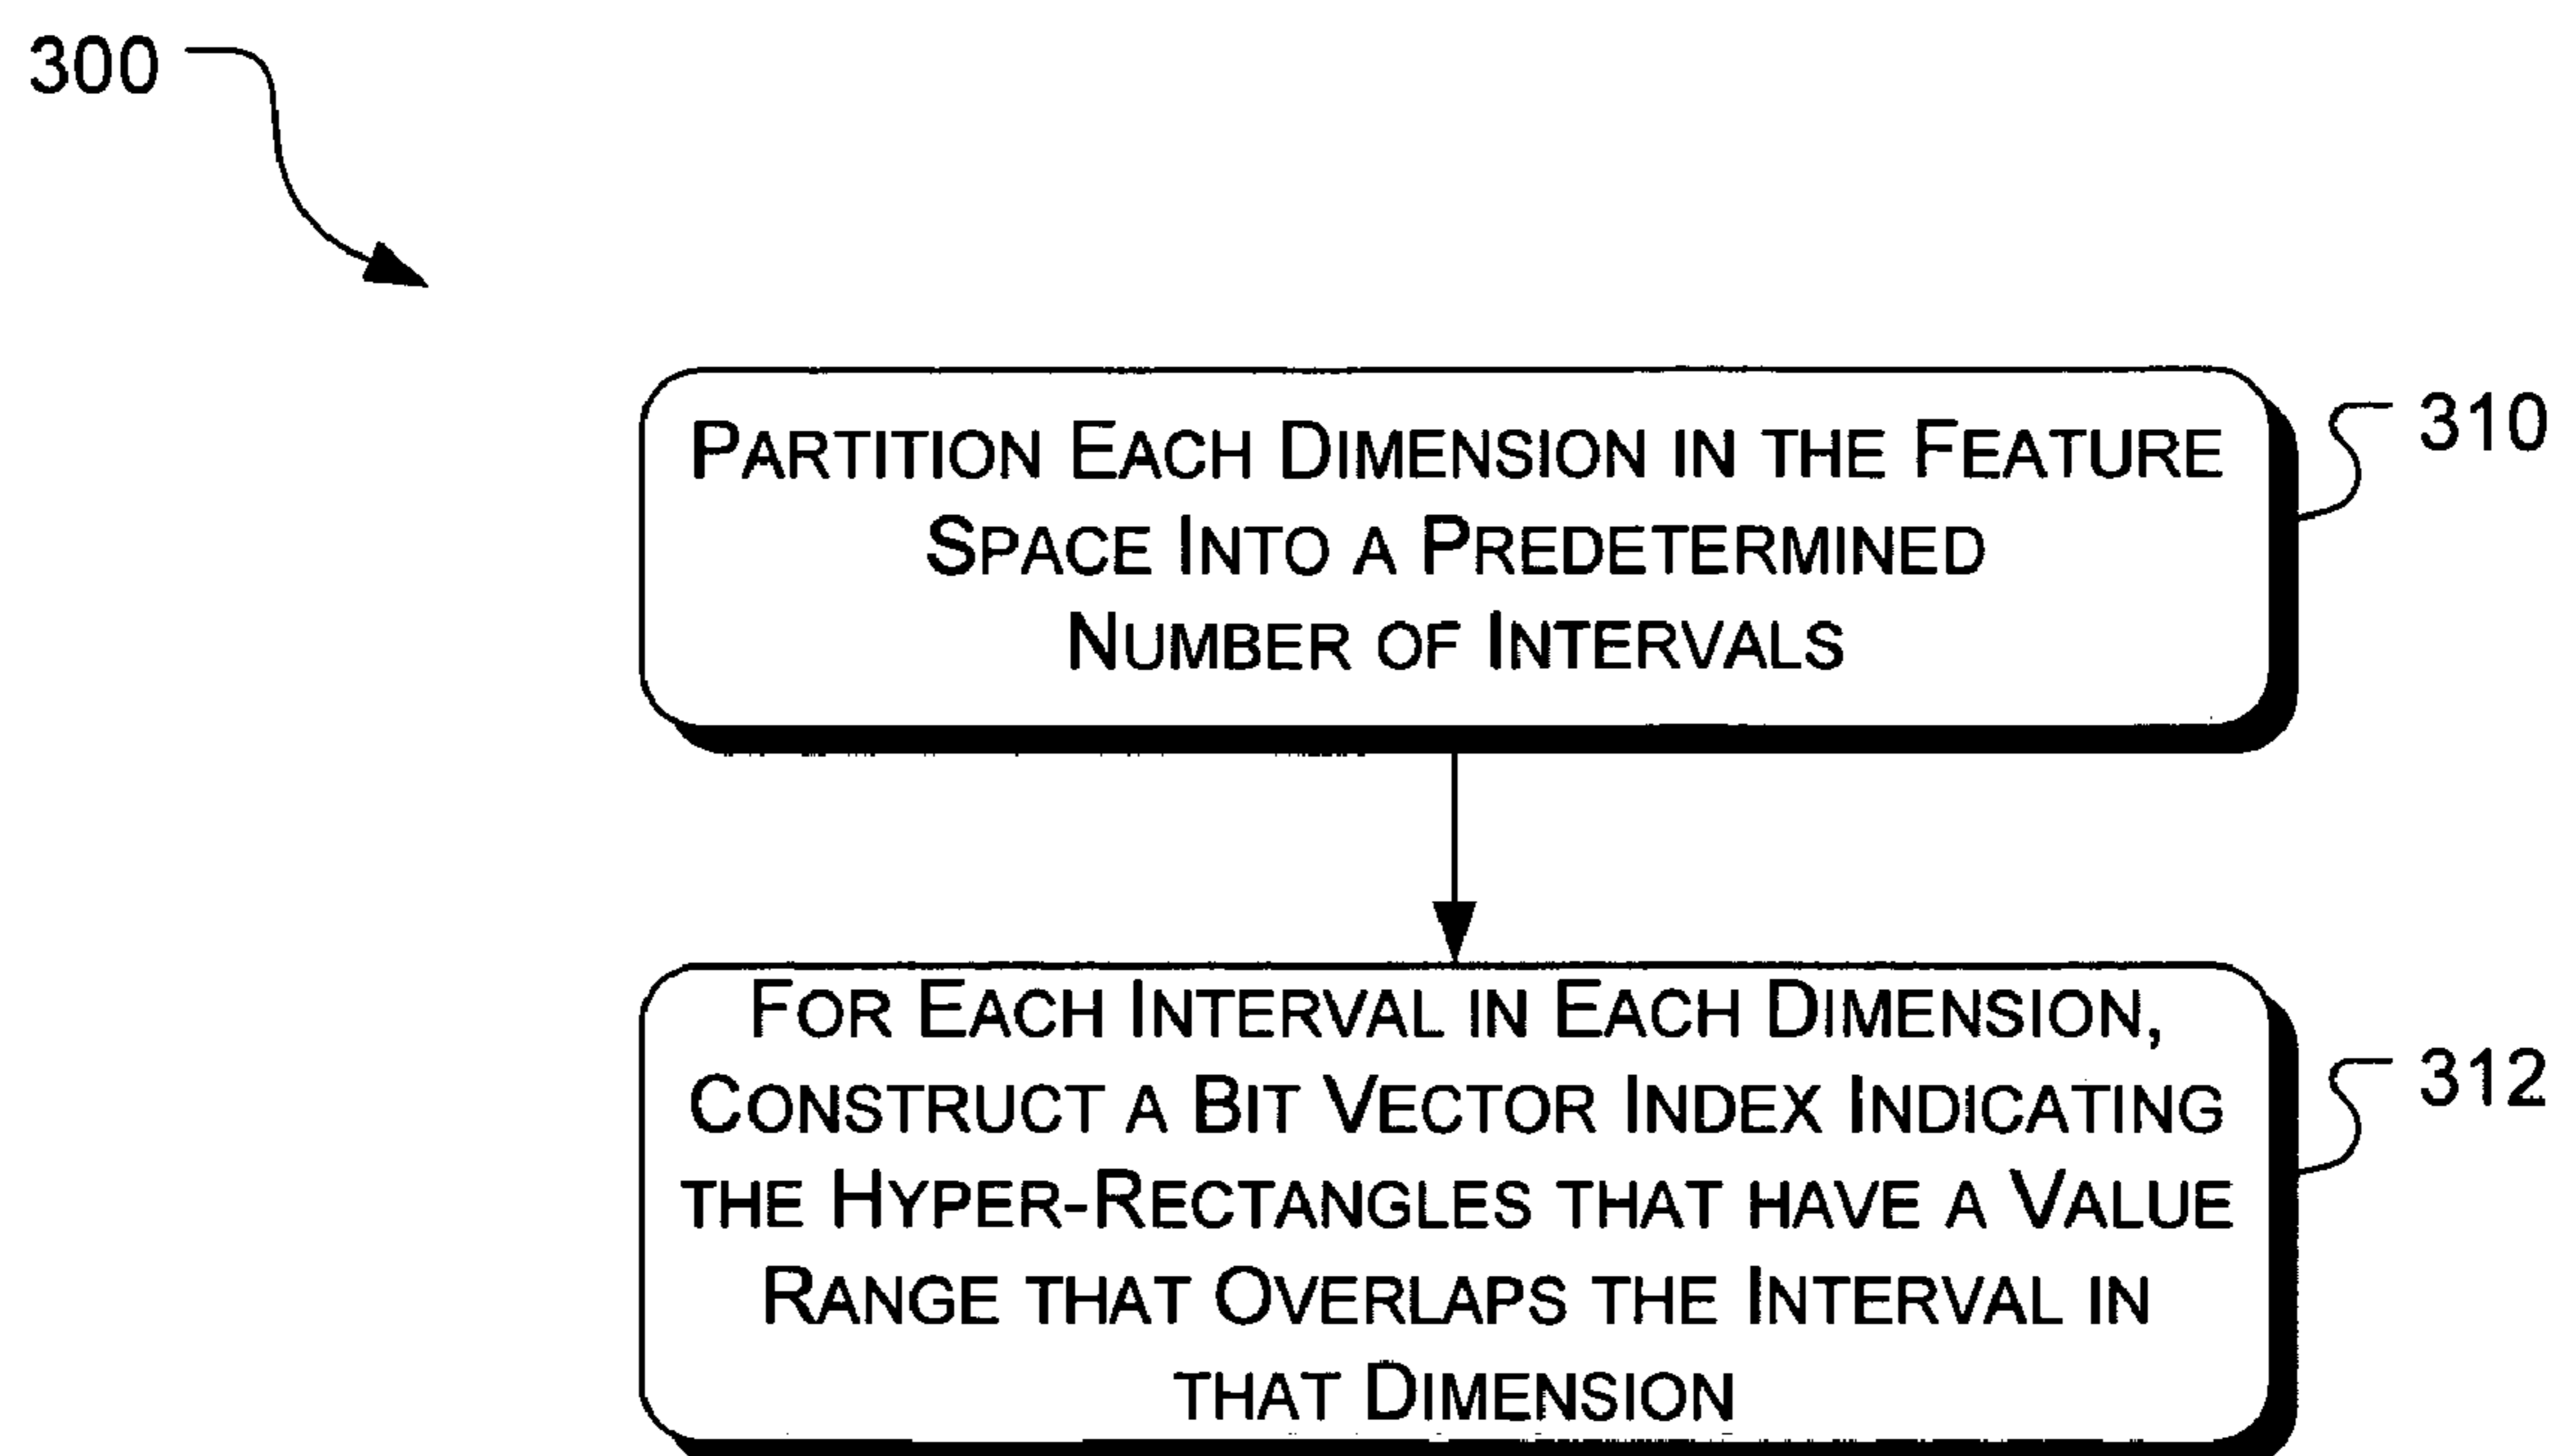 300
PARTITION EACH DIMENSION IN THE FEATURE
SPACE INTO A PREDETERMINED
NUMBER OF INTERVALS
310
FOR EACH INTERVAL IN EACH DIMENSION,
CONSTRUCT A BIT VECTOR INDEX INDICATING
THE HYPER-RECTANGLES THAT HAVE A VALUE
RANGE THAT OVERLAPS THE INTERVAL IN
THAT DIMENSION
312